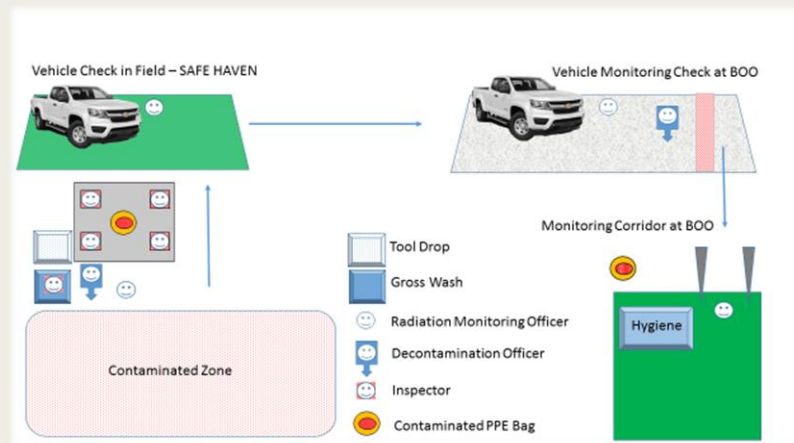 Vehicle Check in Field – SAFE HAVEN
Vehicle Monitoring Check at BOO
Monitoring Corridor at BOO
Tool Drop
Gross Wash
Radiation Monitoring Officer
Decontamination Officer
Inspector
Contaminated PPE Bag
Contaminated Zone
Hygiene